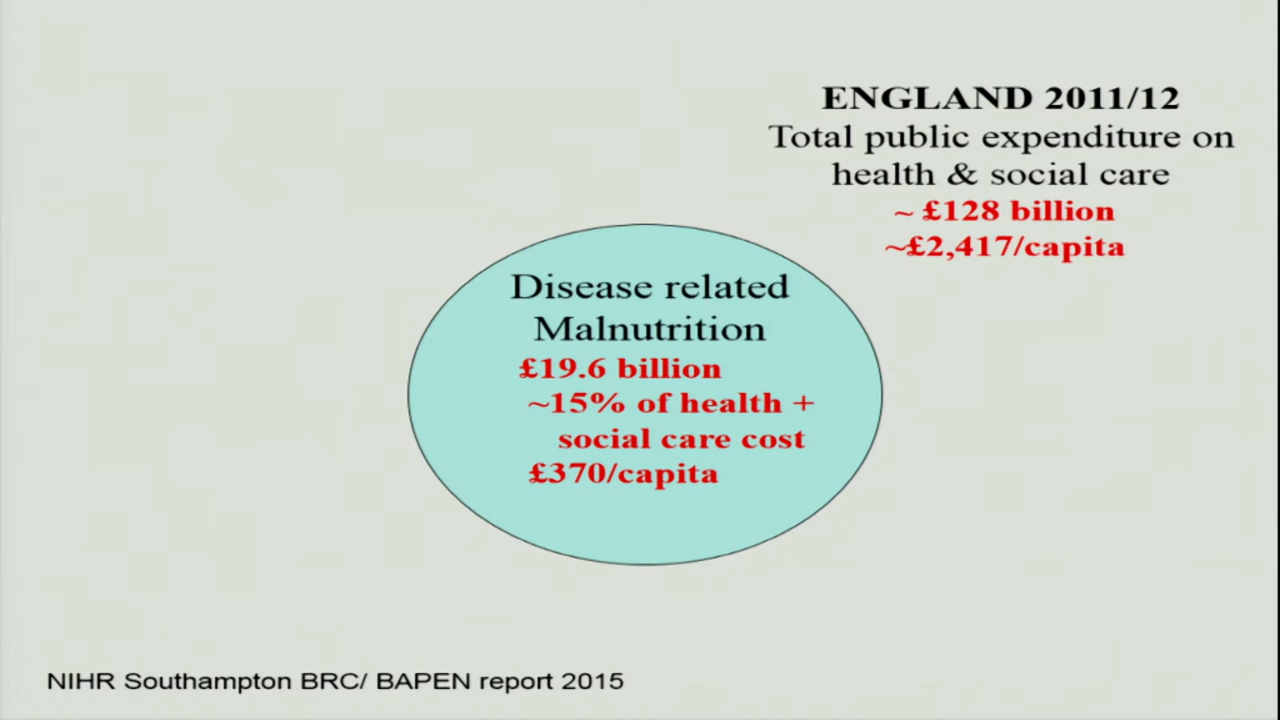 ENGLAND 2011/12
Total public expenditure on
health & social care
~ £128 billion
~£2,417/capita
Disease related
Malnutrition
£19.6 billion
~15% of health +
social care cost
£370/capita
NIHR Southampton BRC/ BAPEN report 2015